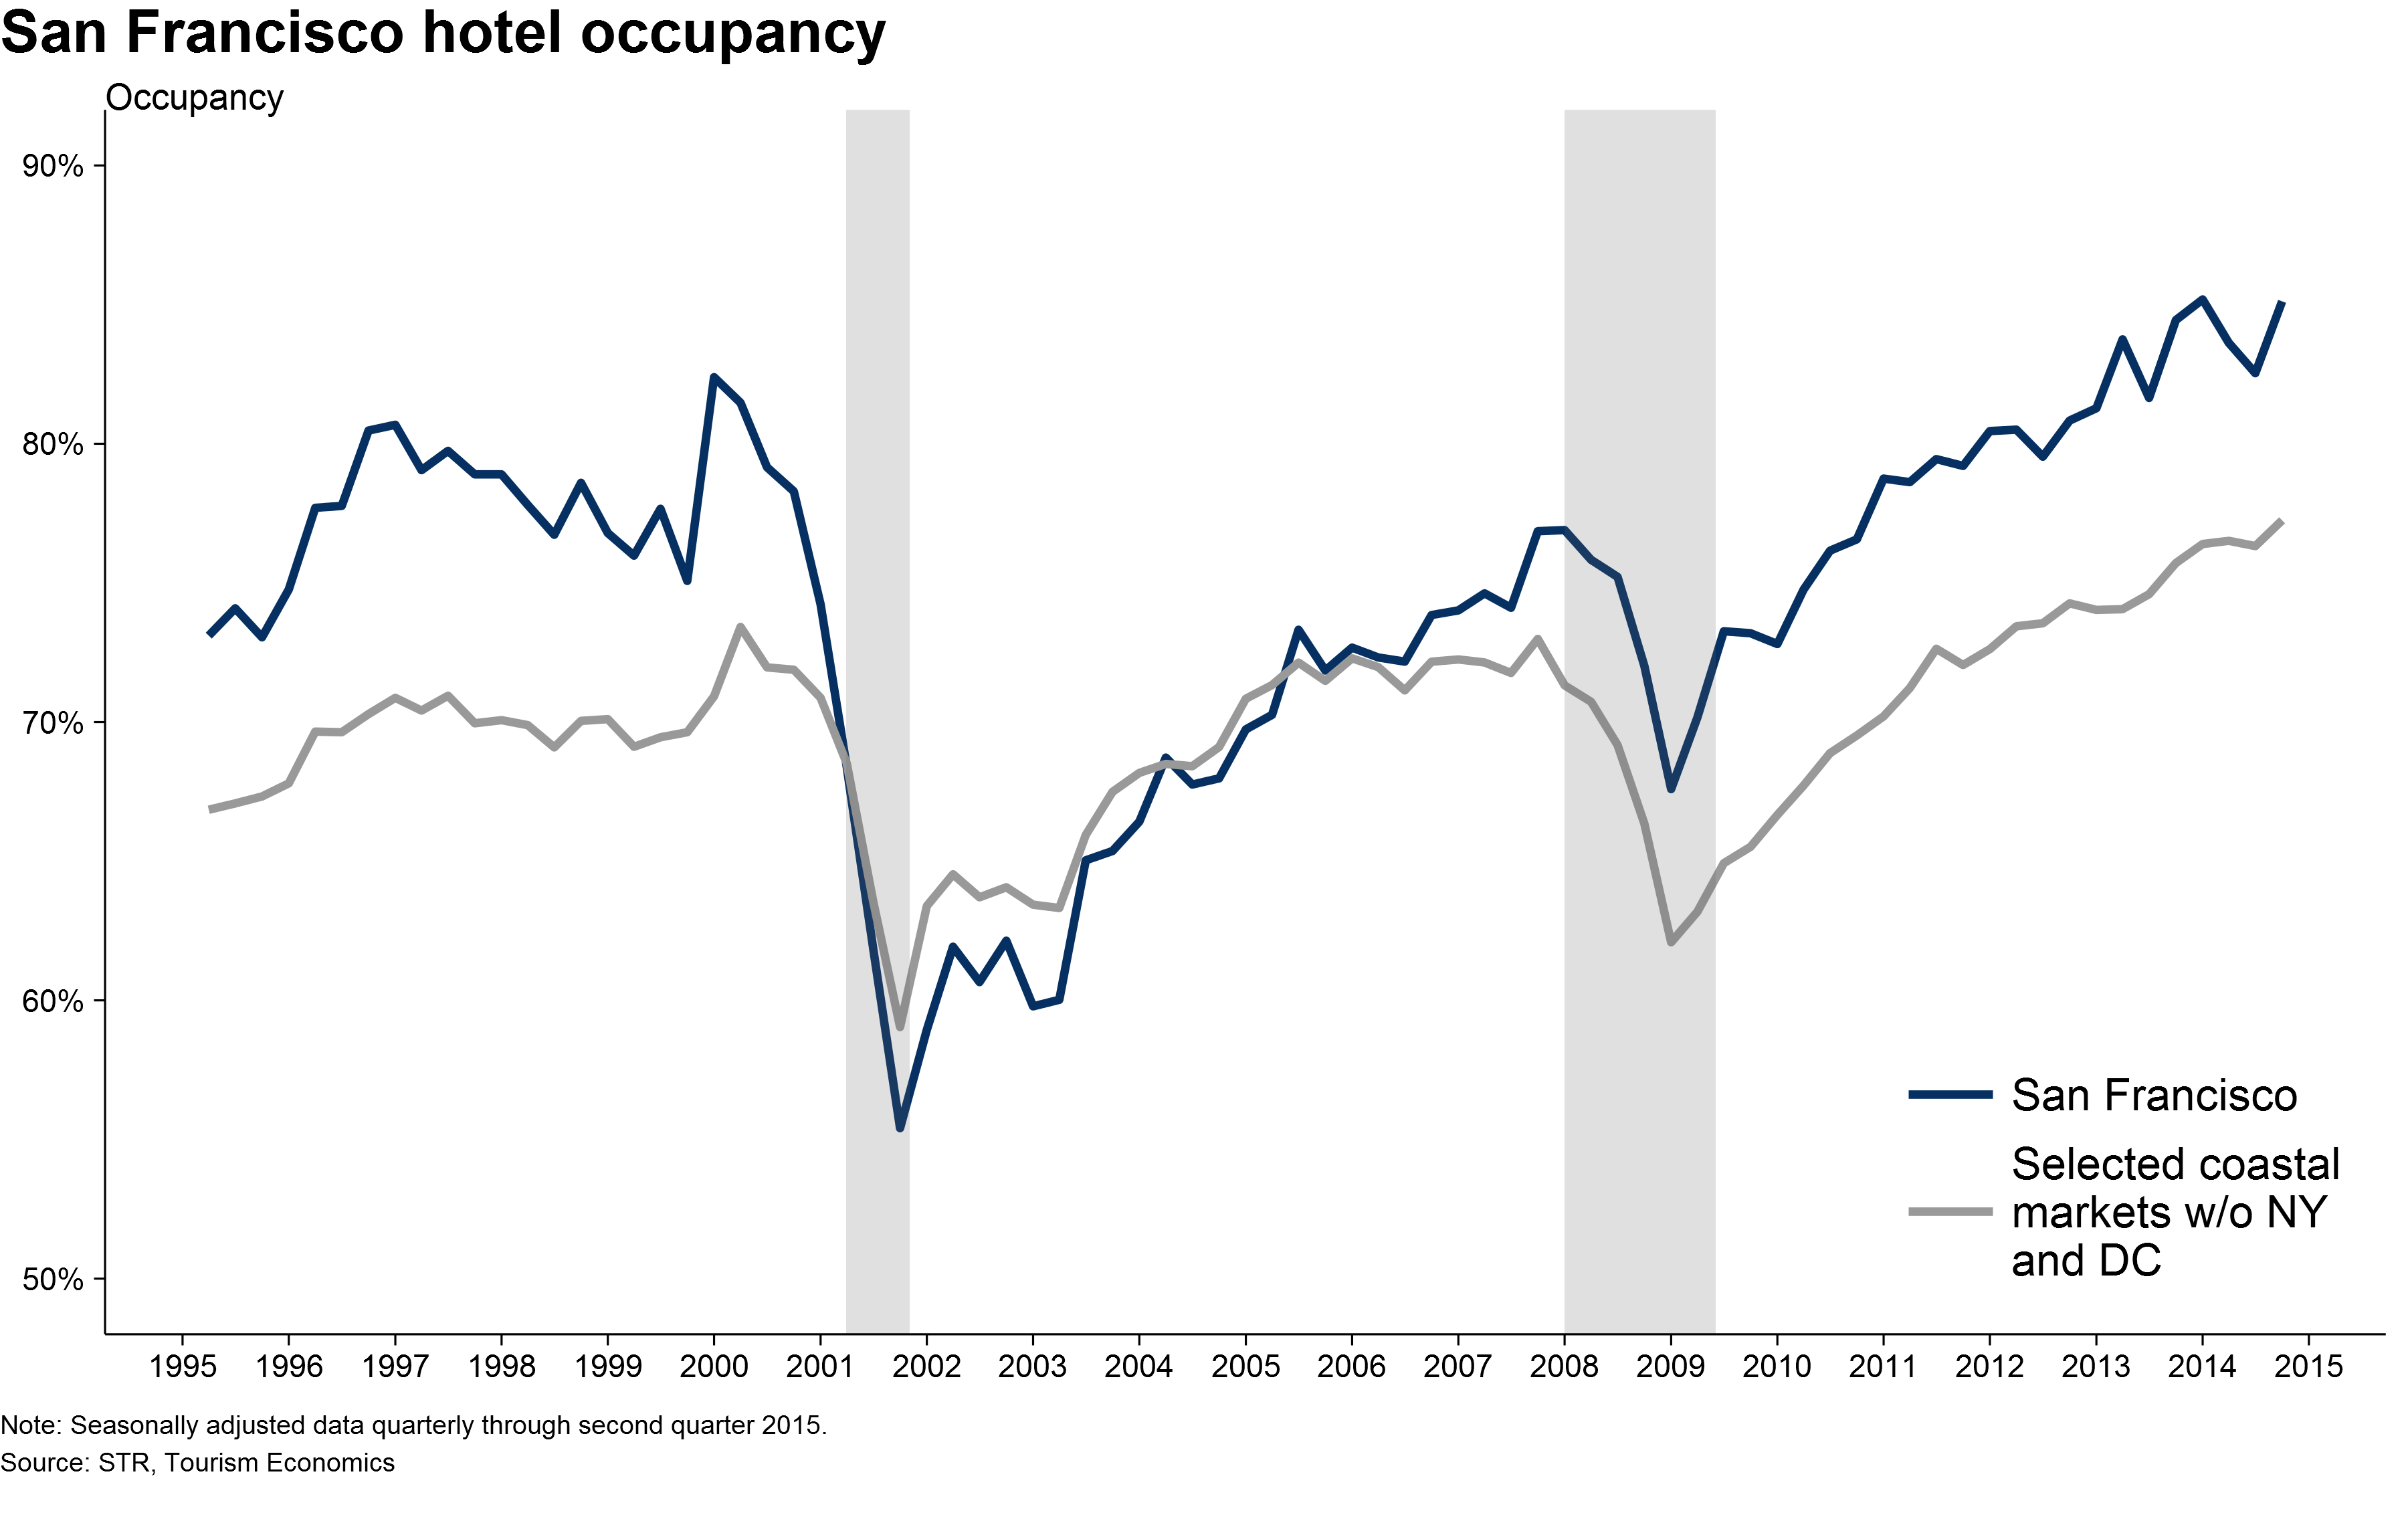 San Francisco hotel occupancy
Occupancy
90%
80%
70%
60%
50%
San Francisco
Selected coastal
markets w/o NY
and DC
1995 1996 1997 1998 1999 2000 2001 2002 2003 2004 2005 2006 2007 2008 2009 2010 2011 2012 2013 2014 2015
Note: Seasonally adjusted data quarterly through second quarter 2015.
Source: STR, Tourism Economics